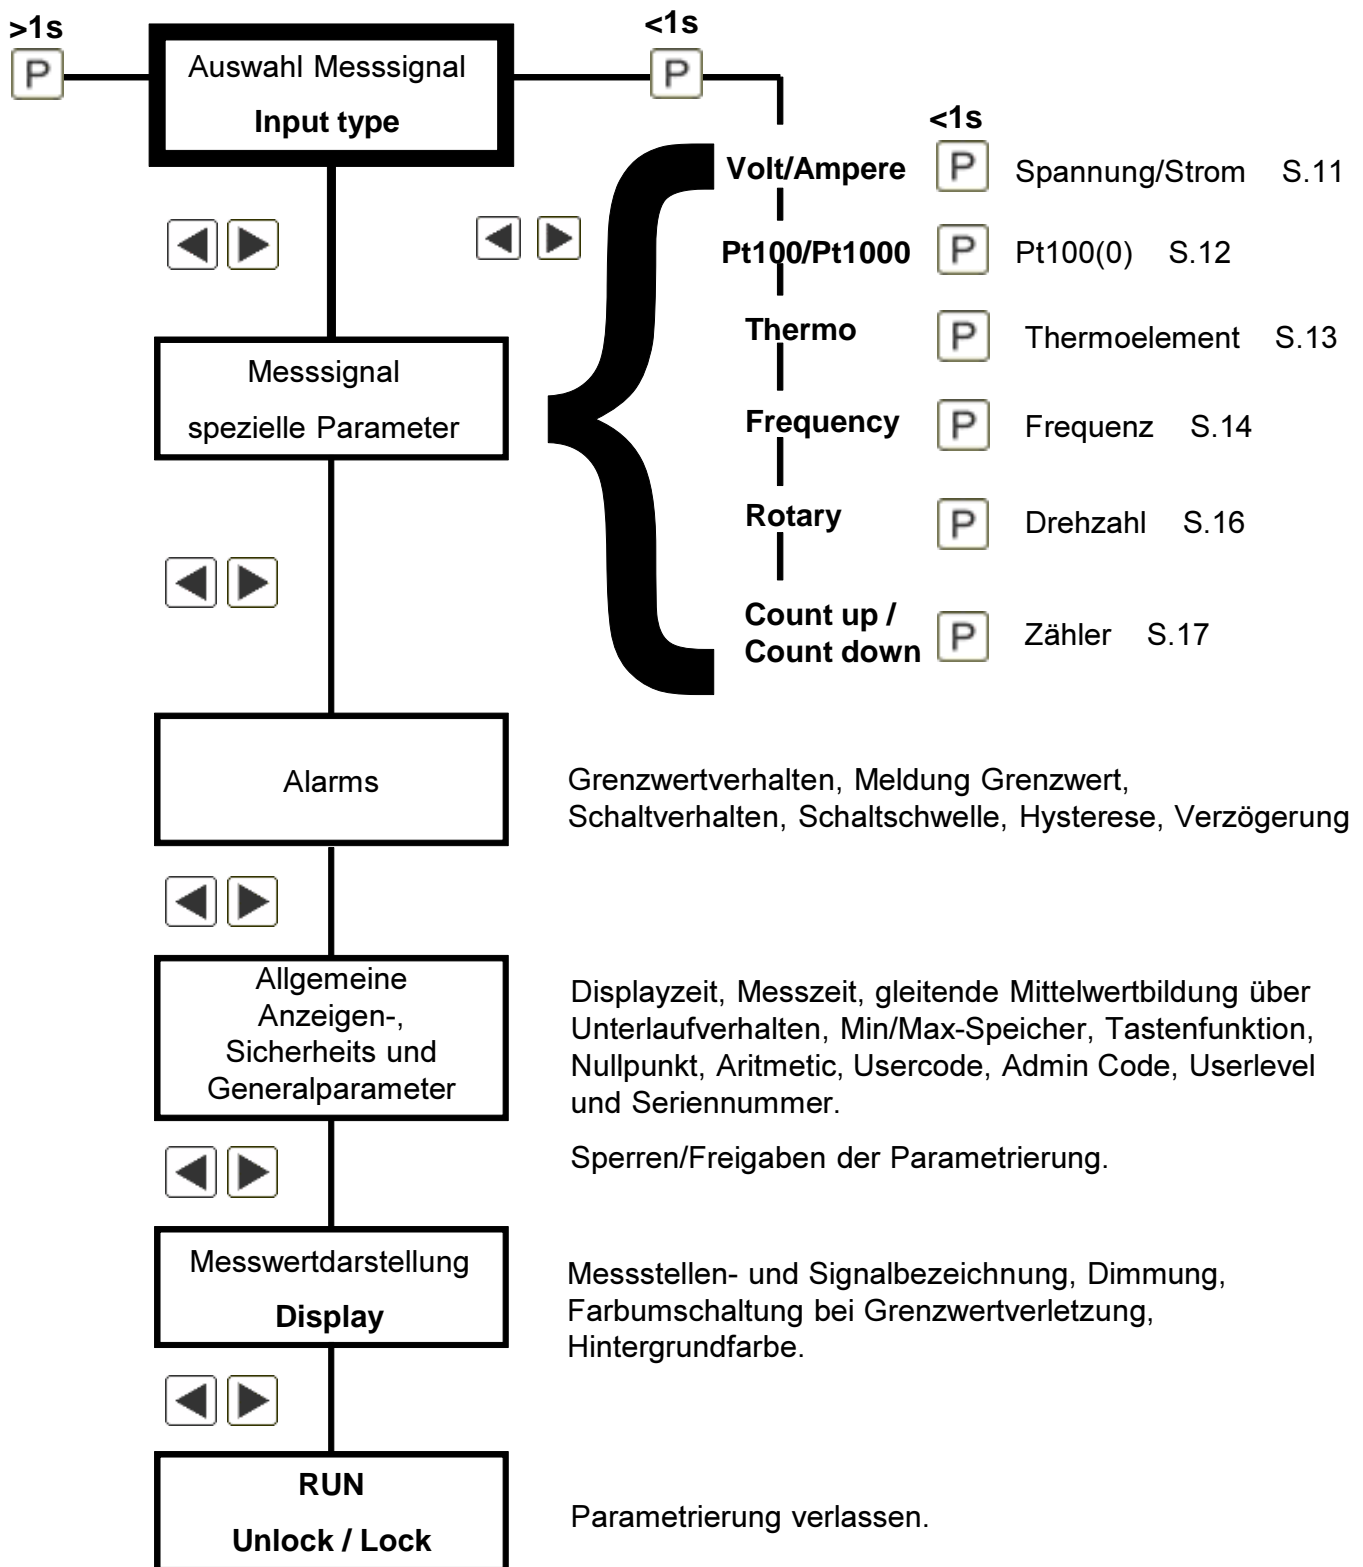 >1s
<1s
P
Auswahl Messsignal
P
Input type
<1s
Volt/Ampere P Spannung/Strom S.11
Pt100/Pt1000 P Pt100(0) S.12
Thermo P Thermoelement S.13
Messsignal
spezielle Parameter
Frequency P Frequenz S.14
Rotary P Drehzahl S.16
Count up /
Count down P Zähler S.17
Alarms
Grenzwertverhalten, Meldung Grenzwert,
Schaltverhalten, Schaltschwelle, Hysterese, Verzögerung
Allgemeine
Anzeigen-,
Sicherheits und
Generalparameter
Displayzeit, Messzeit, gleitende Mittelwertbildung über
Unterlaufverhalten, Min/Max-Speicher, Tastenfunktion,
Nullpunkt, Aritmetic, Usercode, Admin Code, Userlevel
und Seriennummer.
Sperren/Freigaben der Parametrierung.
Messwertdarstellung
Display
Messstellen- und Signalbezeichnung, Dimmung,
Farbumschaltung bei Grenzwertverletzung,
Hintergrundfarbe.
RUN
Unlock / Lock
Parametrierung verlassen.